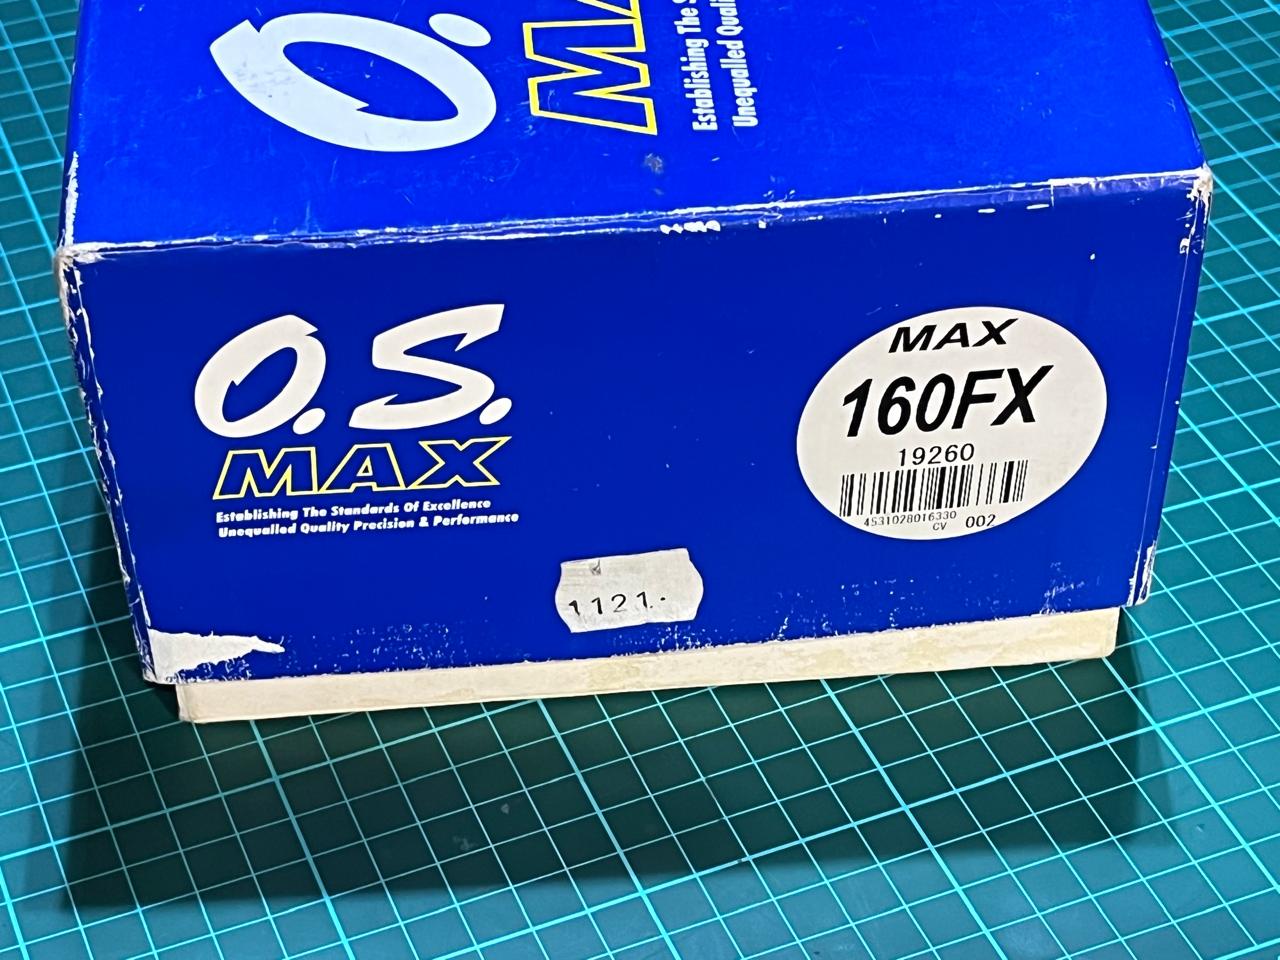 O.
MA
Establishing The S
Unequalled Quali
O.S.
MAX
Establishing The Standards Of Excellence
Unequalled Quality Precision & Performance
MAX
160FX
19260
4531028016330
CV 002
1121.